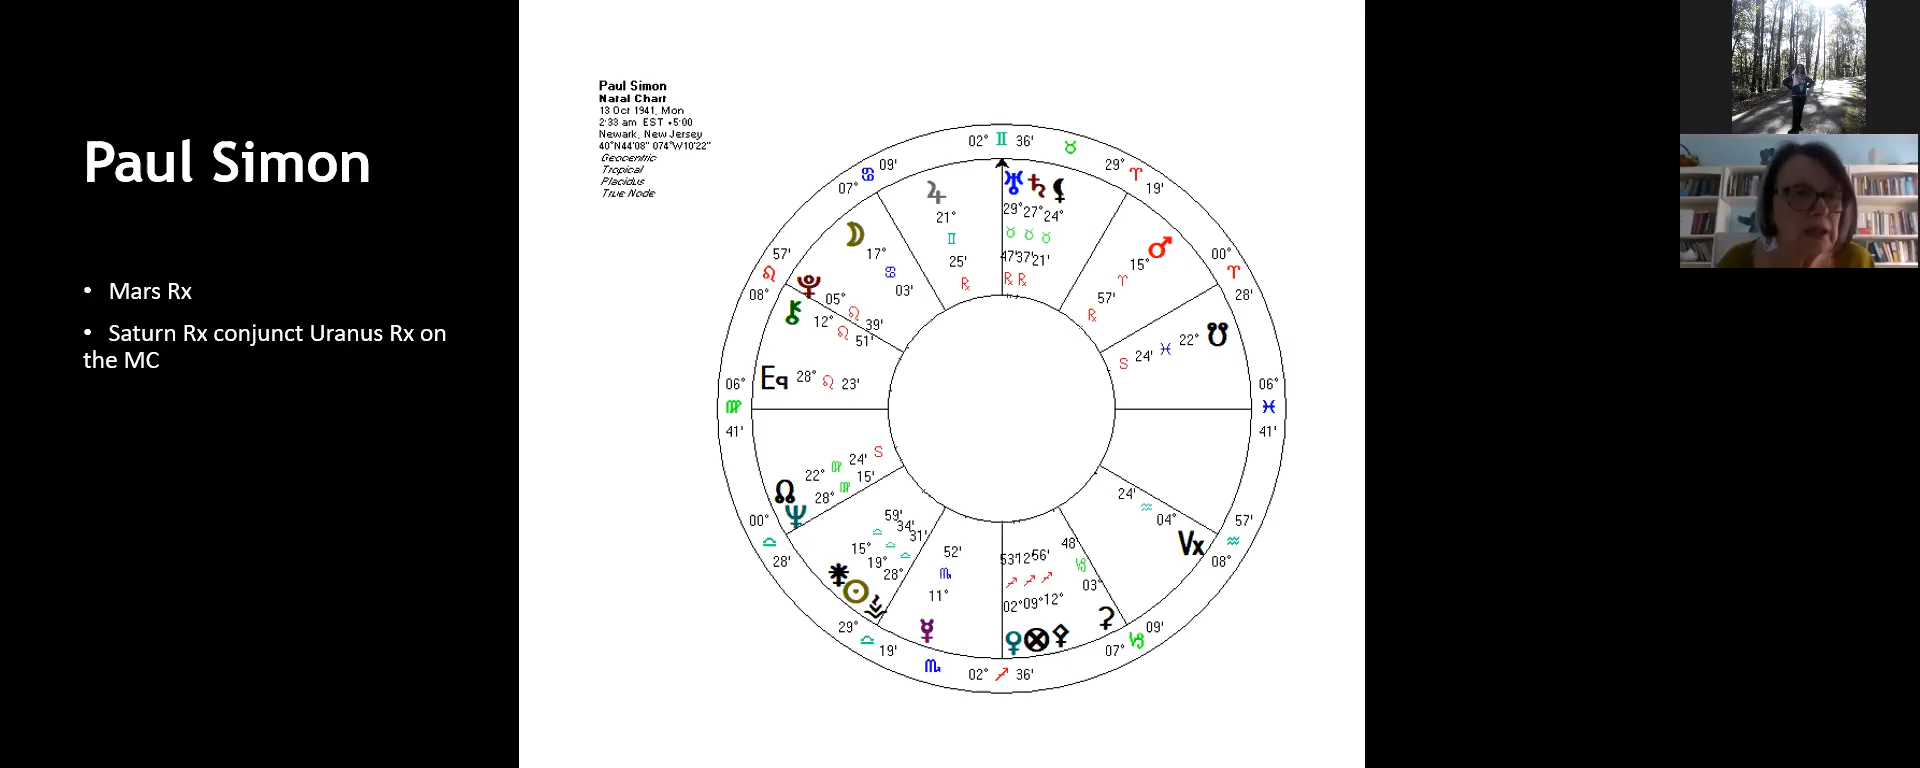 Paul Simon
• Mars Rx
• Saturn Rx conjunct Uranus Rx on
the MC
Paul Simon
Natal Chart
13 Oct 1941, Mon
2:33 am EST +5:00
Newark, New Jersey
40°N44'08" 074°W10'22"
Geocentric
Tropical
Placidus
True Node
02° ♊ 36'
♉
29° ♈ 19'
00° ♈ 28'
06° ♓ 41'
57' ♒ 08°
09' ♑ 07°
02° ♐ 36'
♏
29° ♎ 19'
00° ♎ 28'
06° ♍ 41'
57' ♌ 08°
07° ♋ 09'
♃ 21° ♊ 25' ℞
♅ 29° ♉ 47' ℞
♄ 27° ♉ 37' ℞
⚸ 24° ♉ 21'
♂ 15° ♈ 57' ℞
☋ 22° ♓ 24' S
Vx 04° ♒ 24'
⚳ 03° ♑ 48'
⚴ 12° ♐ 56'
⊗ 09° ♐ 12'
♀ 02° ♐ 53'
☿ 11° ♏ 52'
⚶ 28° ♎ 31'
☉ 19° ♎ 34'
⚵ 15° ♎ 59'
♆ 28° ♍ 15'
☊ 22° ♍ 24' S
Eq 28° ♌ 23'
⚷ 12° ♌ 51'
♇ 05° ♌ 39'
☽ 17° ♋ 03'